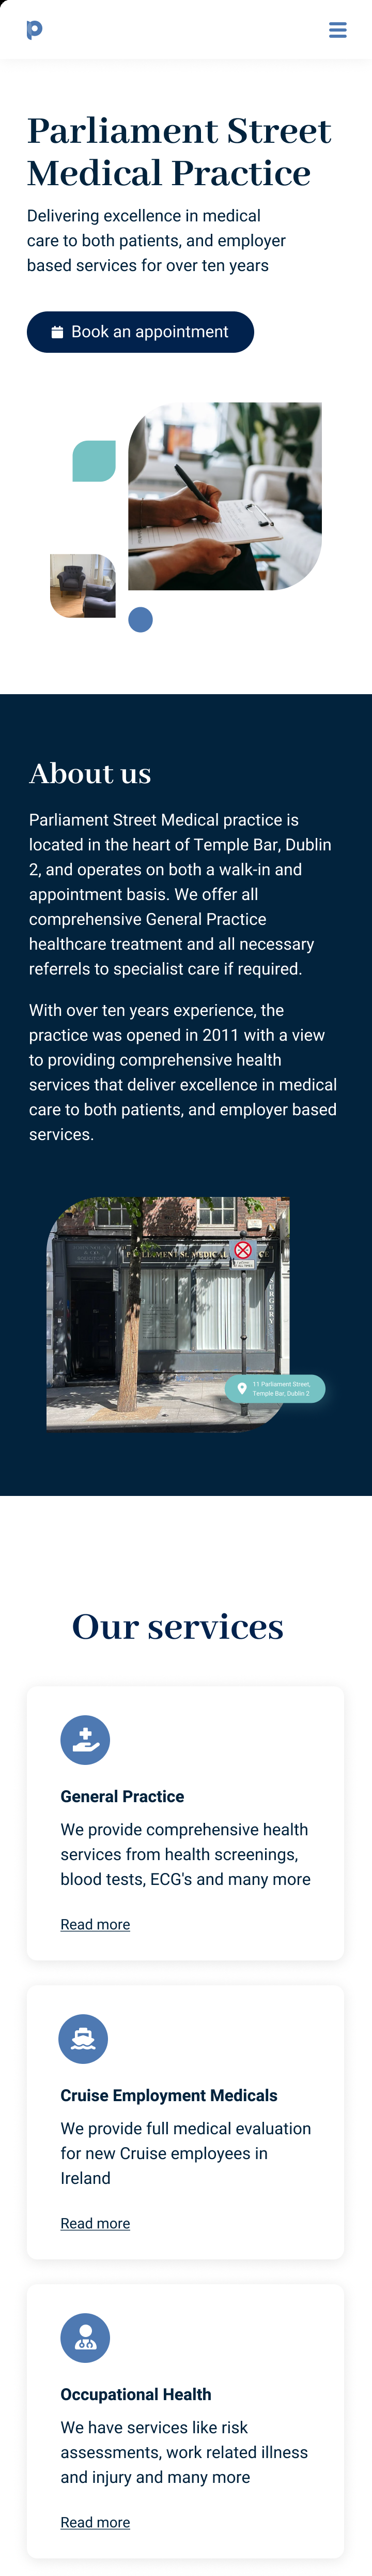 p
Parliament Street
Medical Practice
Delivering excellence in medical
care to both patients, and employer
based services for over ten years
Book an appointment
About us
Parliament Street Medical practice is
located in the heart of Temple Bar, Dublin
2, and operates on both a walk-in and
appointment basis. We offer all
comprehensive General Practice
healthcare treatment and all necessary
referrals to specialist care if required.
With over ten years experience, the
practice was opened in 2011 with a view
to providing comprehensive health
services that deliver excellence in medical
care to both patients, and employer based
services.
PARLIAMENT ST. MEDICAL
CE
SURGERY
11 Parliament Street,
Temple Bar, Dublin 2
Our services
General Practice
We provide comprehensive health
services from health screenings,
blood tests, ECG's and many more
Read more
Cruise Employment Medicals
We provide full medical evaluation
for new Cruise employees in
Ireland
Read more
Occupational Health
We have services like risk
assessments, work related illness
and injury and many more
Read more